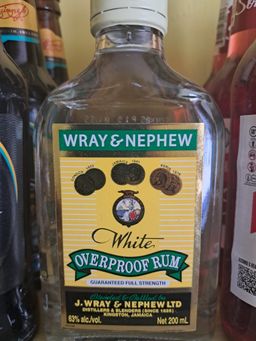 WRAY & NEPHEW
White
OVERPROOF RUM
GUARANTEED FULL STRENGTH
J. WRAY & NEPHEW LTD
DISTILLERS & BLENDERS (SINCE 1825)
KINGSTON, JAMAICA
63% alc./vol.
Net 200 mL